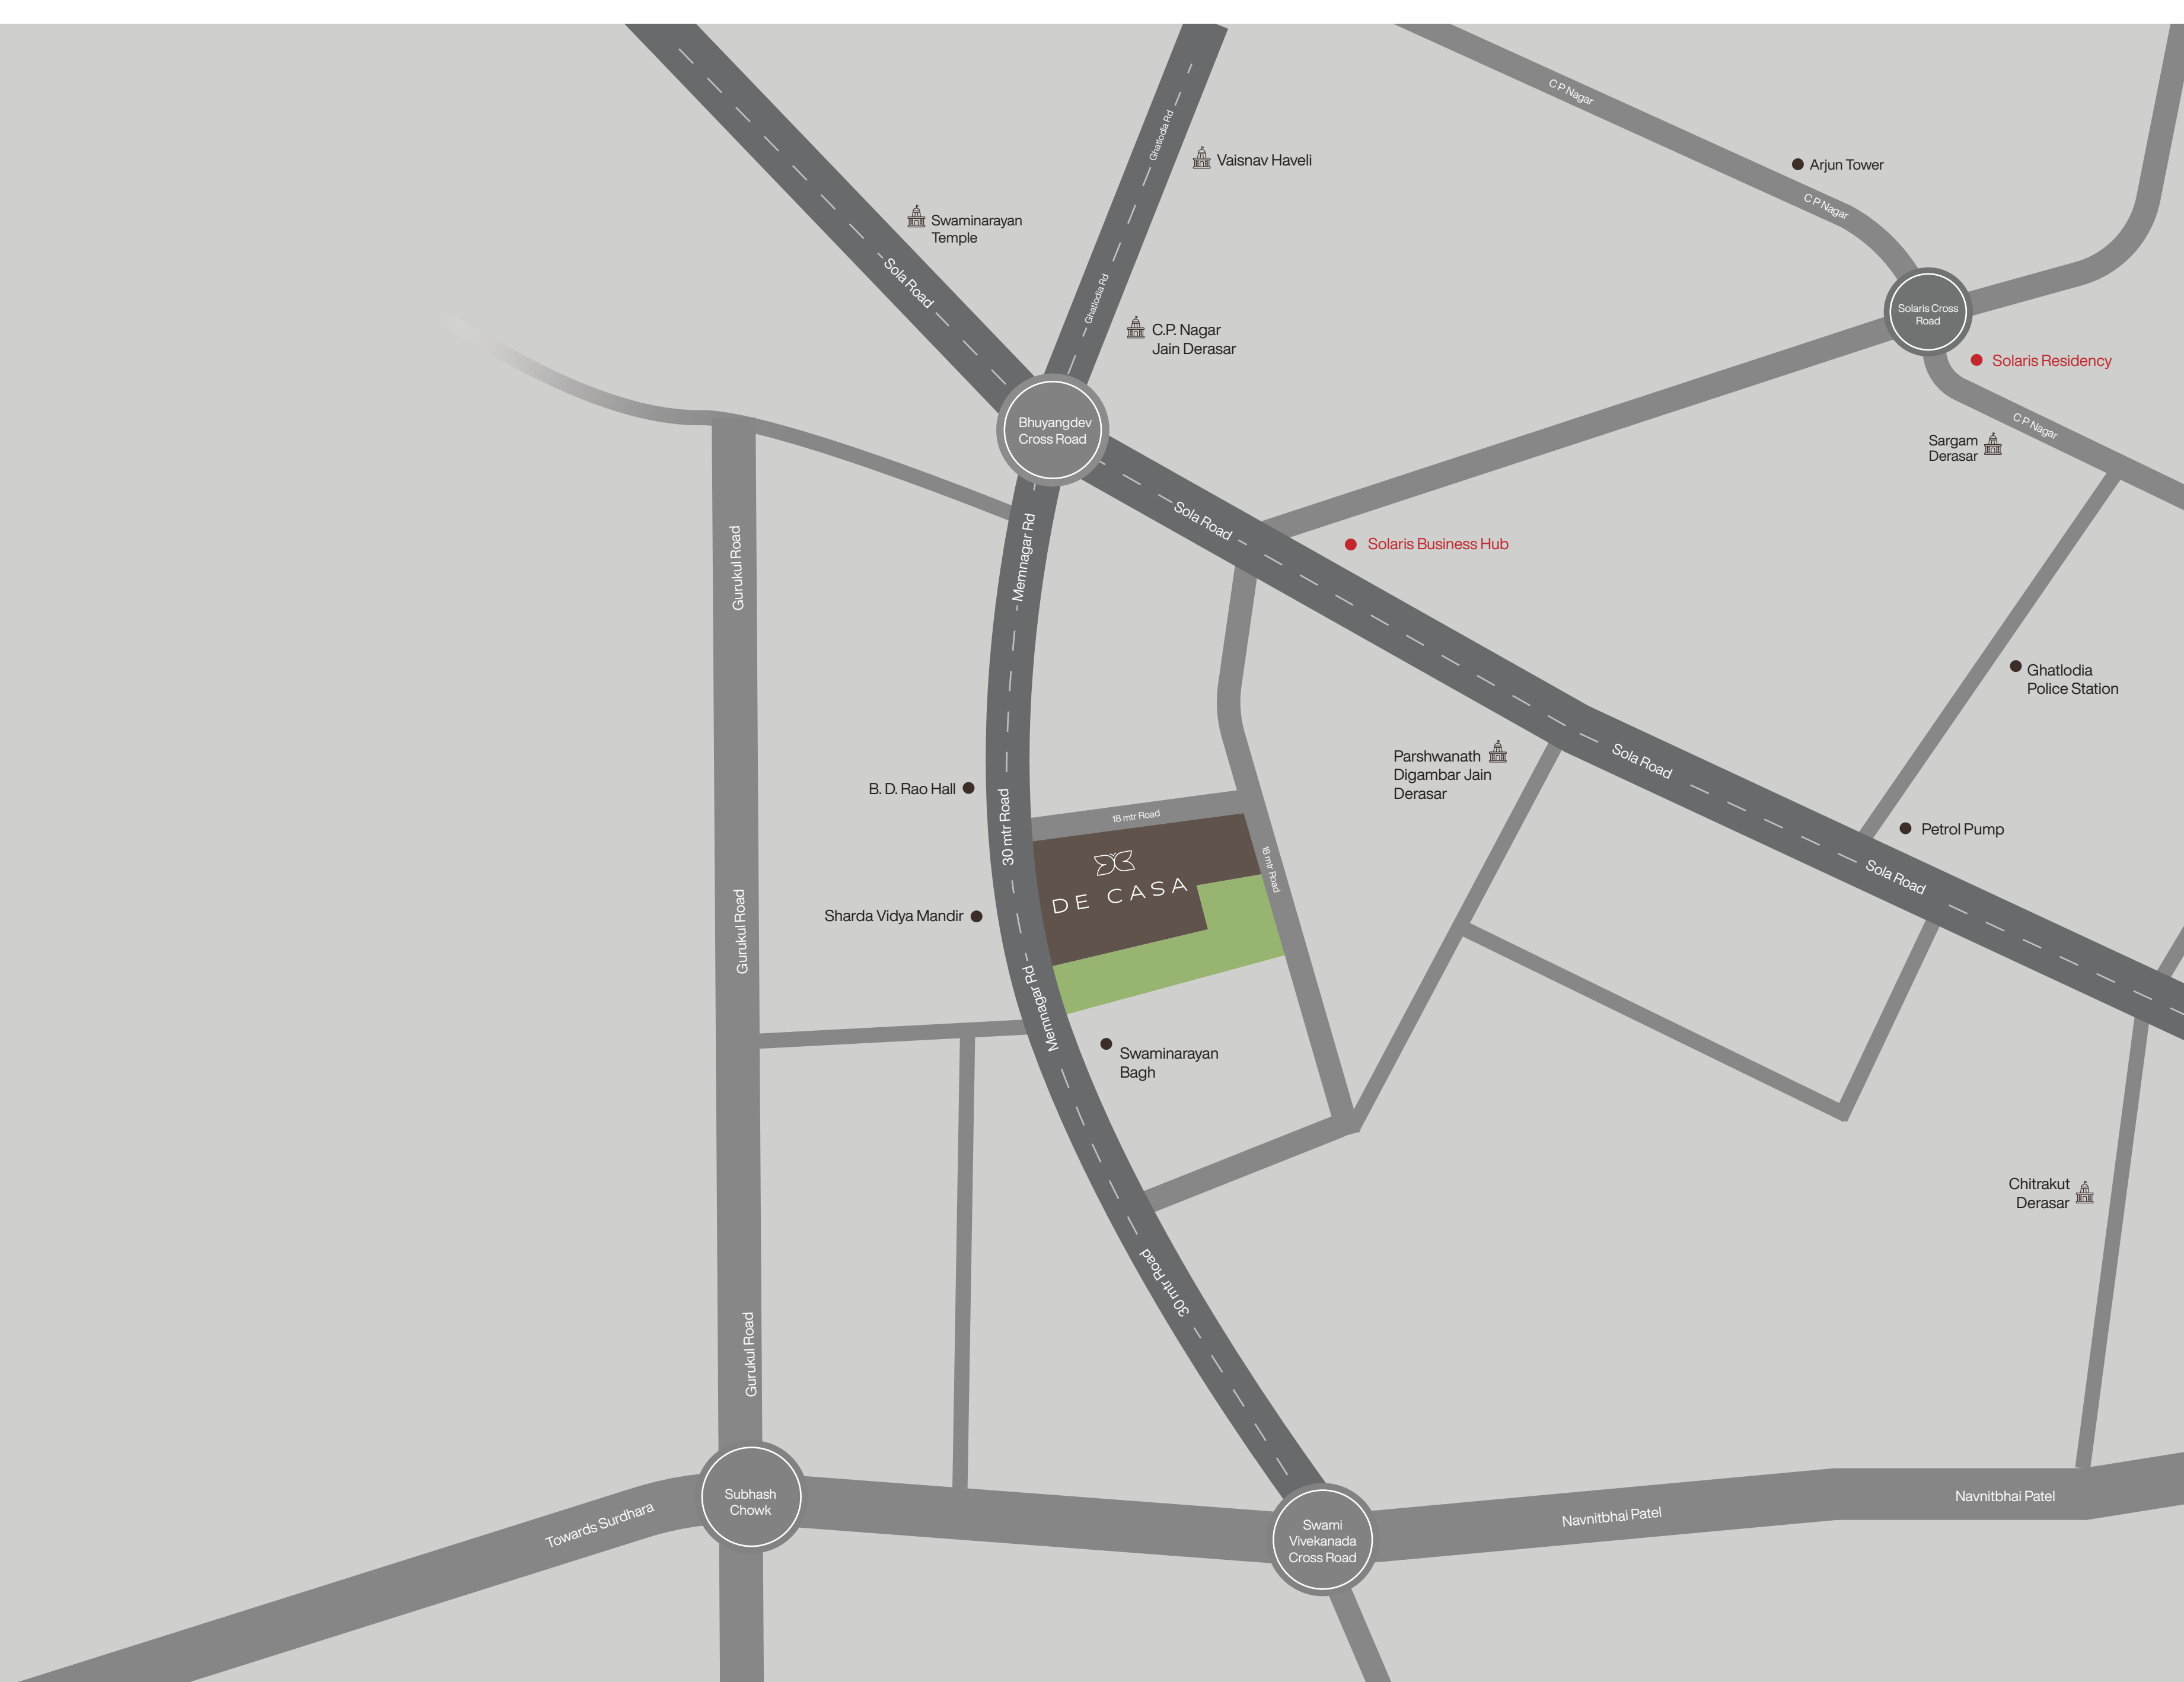 C P Nagar
Ghatlodia Rd
Vaisnav Haveli
Arjun Tower
C P Nagar
Swaminarayan
Temple
Sola Road
Ghatlodia Rd
Solaris Cross
Road
C.P. Nagar
Jain Derasar
Solaris Residency
Bhuyangdev
Cross Road
C P Nagar
Sargam
Derasar
Sola Road
Memnagar Rd
Gurukul Road
Solaris Business Hub
Ghatlodia
Police Station
Parshwanath
Digambar Jain
Derasar
Sola Road
B. D. Rao Hall
30 mtr Road
18 mtr Road
Petrol Pump
18 mtr Road
Sola Road
DE CASA
Sharda Vidya Mandir
Gurukul Road
Memnagar Rd
Swaminarayan
Bagh
Chitrakut
Derasar
30 mtr Road
Gurukul Road
Subhash
Chowk
Towards Surdhara
Swami
Vivekanada
Cross Road
Navnitbhai Patel
Navnitbhai Patel